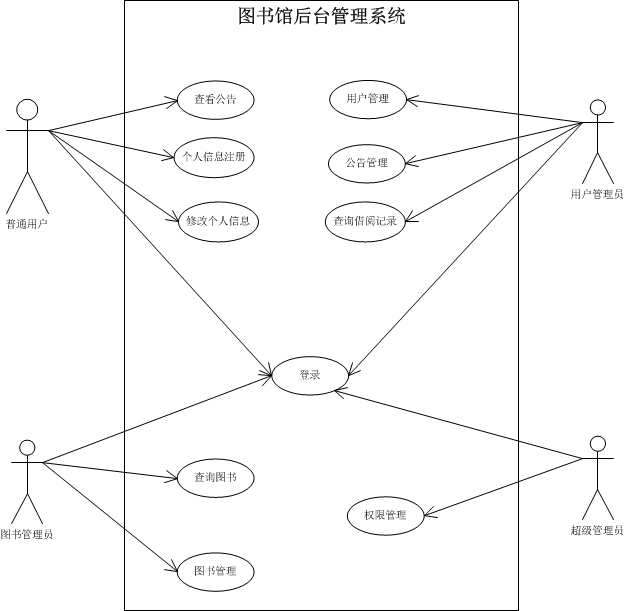 图书馆后台管理系统
查看公告
用户管理
个人信息注册
公告管理
用户管理员
普通用户
修改个人信息
查询借阅记录
登录
查询图书
权限管理
图书管理员
超级管理员
图书管理